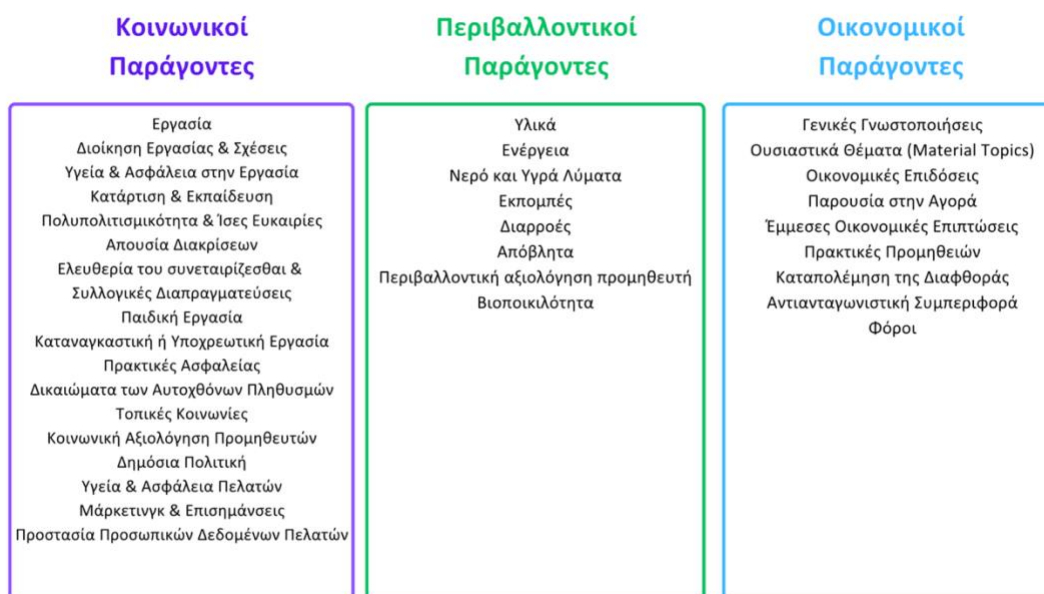 Κοινωνικοί
Παράγοντες
Εργασία
Διοίκηση Εργασίας & Σχέσεις
Υγεία & Ασφάλεια στην Εργασία
Κατάρτιση & Εκπαίδευση
Πολυπολιτισμικότητα & Ίσες Ευκαιρίες
Απουσία Διακρίσεων
Ελευθερία του συνεταιρίζεσθαι &
Συλλογικές Διαπραγματεύσεις
Παιδική Εργασία
Καταναγκαστική ή Υποχρεωτική Εργασία
Πρακτικές Ασφαλείας
Δικαιώματα των Αυτοχθόνων Πληθυσμών
Τοπικές Κοινωνίες
Κοινωνική Αξιολόγηση Προμηθευτών
Δημόσια Πολιτική
Υγεία & Ασφάλεια Πελατών
Μάρκετινγκ & Επισημάνσεις
Προστασία Προσωπικών Δεδομένων Πελατών
Περιβαλλοντικοί
Παράγοντες
Υλικά
Ενέργεια
Νερό και Υγρά Λύματα
Εκπομπές
Διαρροές
Απόβλητα
Περιβαλλοντική αξιολόγηση προμηθευτή
Βιοποικιλότητα
Οικονομικοί
Παράγοντες
Γενικές Γνωστοποιήσεις
Ουσιαστικά Θέματα (Material Topics)
Οικονομικές Επιδόσεις
Παρουσία στην Αγορά
Έμμεσες Οικονομικές Επιπτώσεις
Πρακτικές Προμηθειών
Καταπολέμηση της Διαφθοράς
Αντιανταγωνιστική Συμπεριφορά
Φόροι